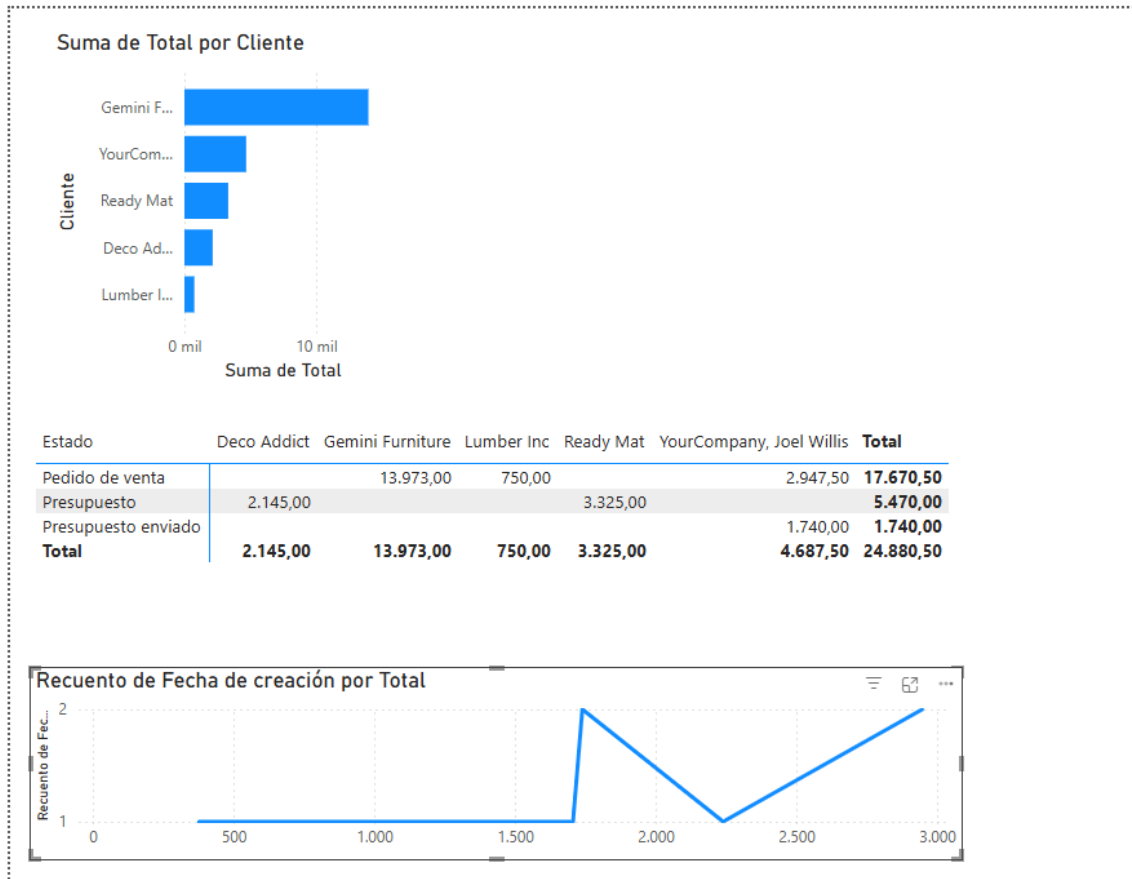 Suma de Total por Cliente
Cliente
Gemini F...
YourCom...
Ready Mat
Deco Ad...
Lumber I...
0 mil 10 mil
Suma de Total
Estado Deco Addict Gemini Furniture Lumber Inc Ready Mat YourCompany, Joel Willis Total
Pedido de venta 13.973,00 750,00 2.947,50 17.670,50
Presupuesto 2.145,00 3.325,00 5.470,00
Presupuesto enviado 1.740,00 1.740,00
Total 2.145,00 13.973,00 750,00 3.325,00 4.687,50 24.880,50
Recuento de Fecha de creación por Total
Recuento de Fec...
2
1
0 500 1.000 1.500 2.000 2.500 3.000